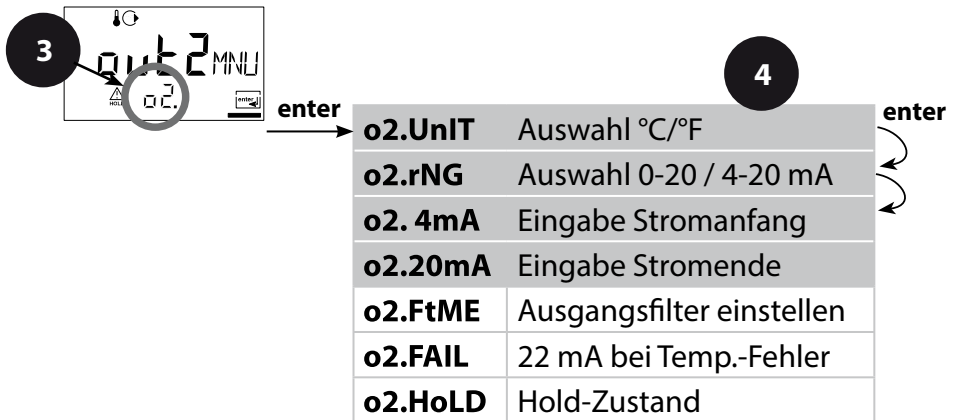 3
out2 MNU
HOLD o2. enter
4
enter
enter
o2.UnIT Auswahl °C/°F
o2.rNG Auswahl 0-20 / 4-20 mA
o2. 4mA Eingabe Stromanfang
o2.20mA Eingabe Stromende
o2.FtME Ausgangsfilter einstellen
o2.FAIL 22 mA bei Temp.-Fehler
o2.HoLD Hold-Zustand